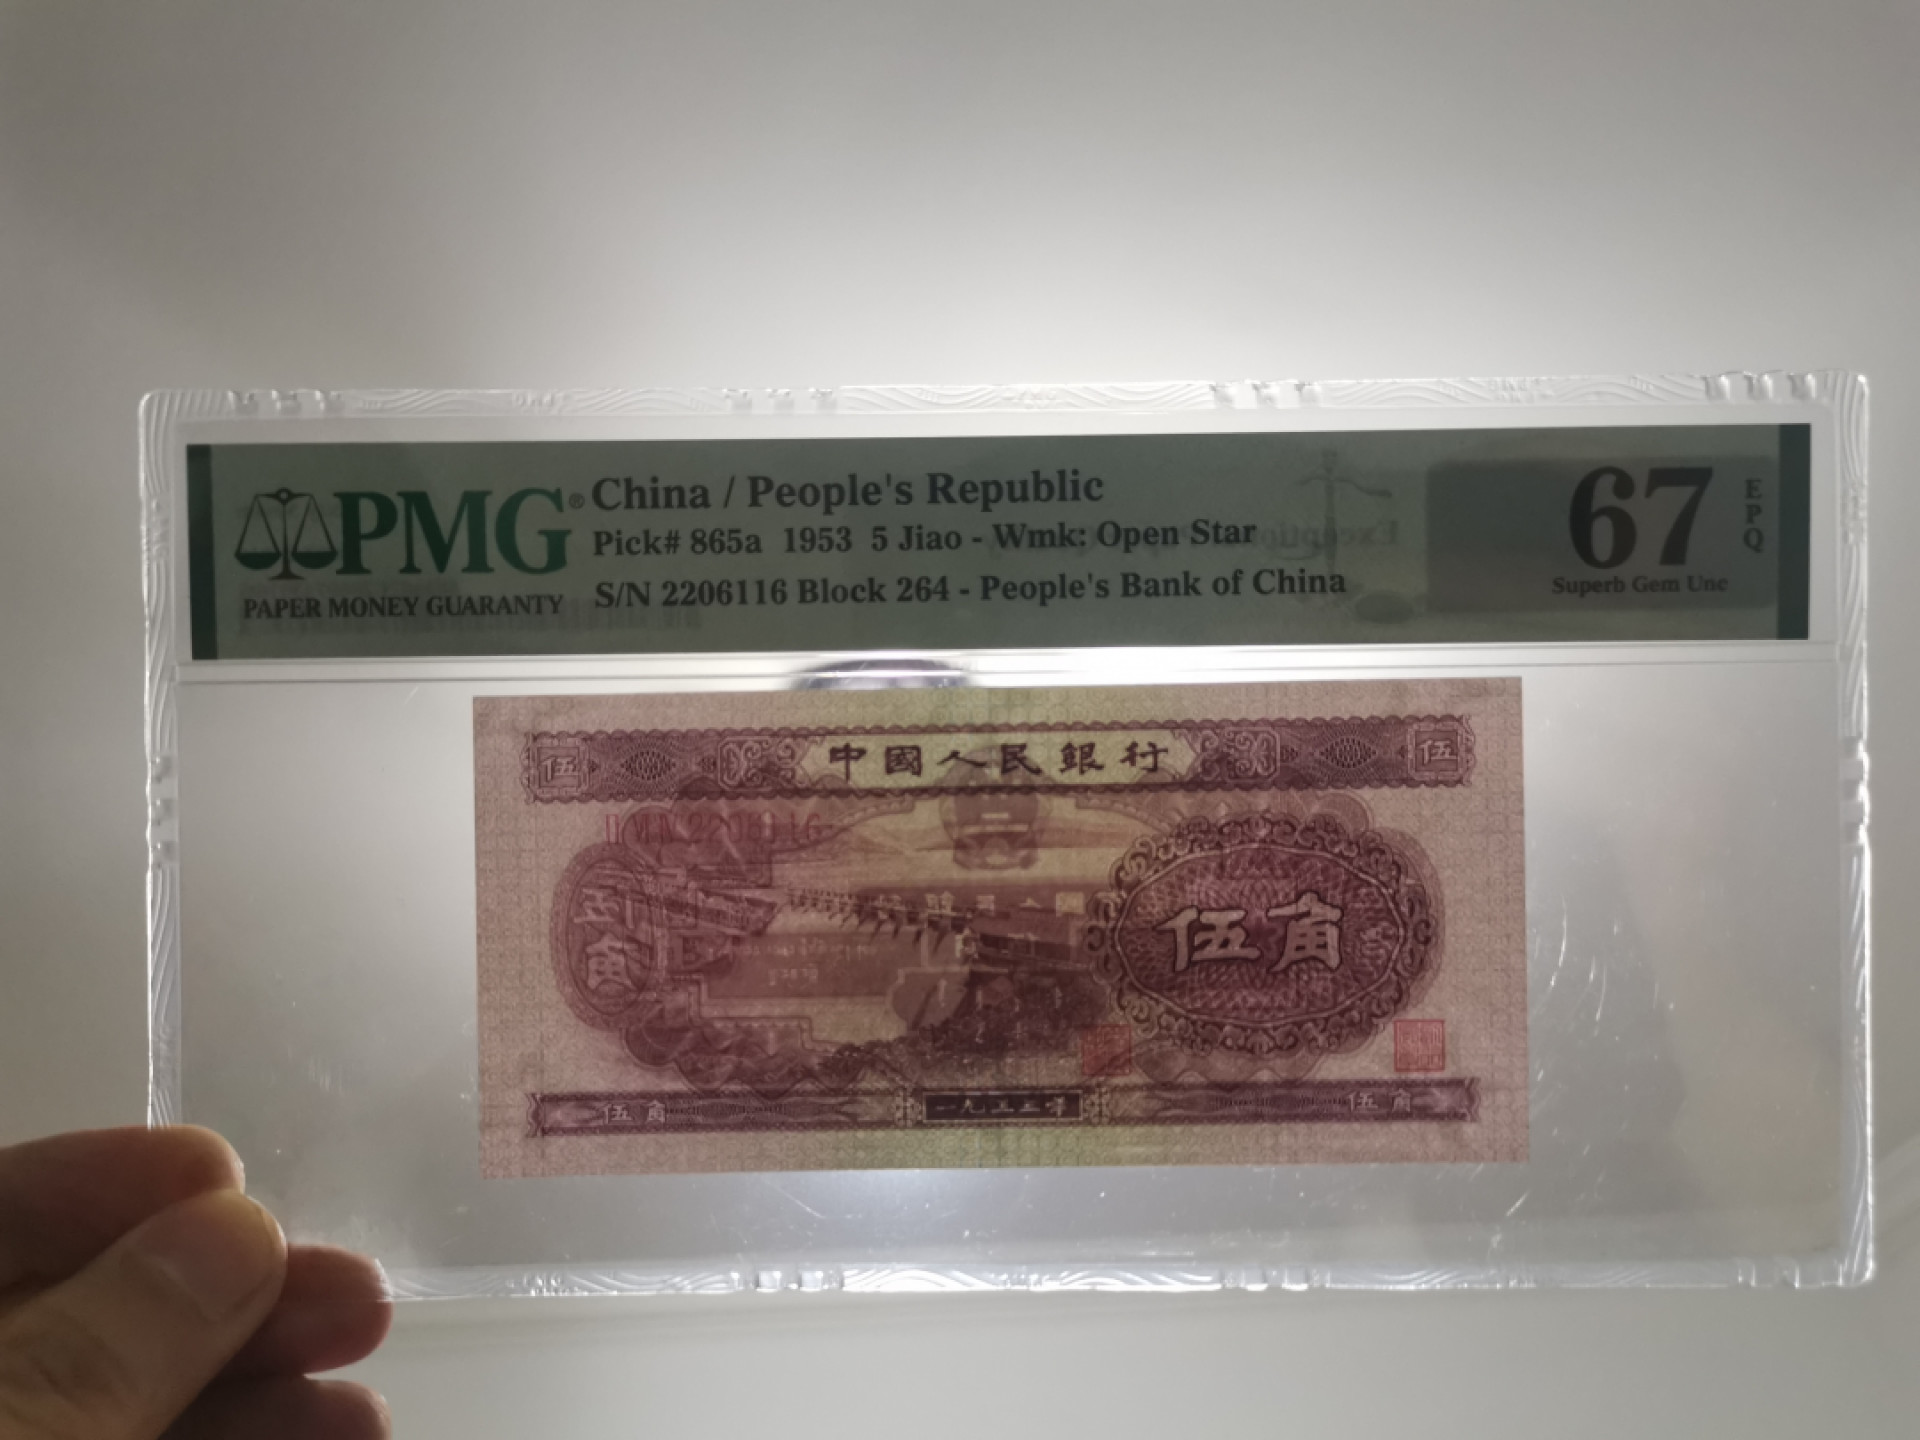 PMG® China / People's Republic
Pick# 865a 1953 5 Jiao - Wmk: Open Star
PAPER MONEY GUARANTY S/N 2206116 Block 264 - People's Bank of China
67 EPQ
Superb Gem Unc
伍 中國人民銀行 伍
2206116
五角
伍角
伍角 一九五三年 伍角